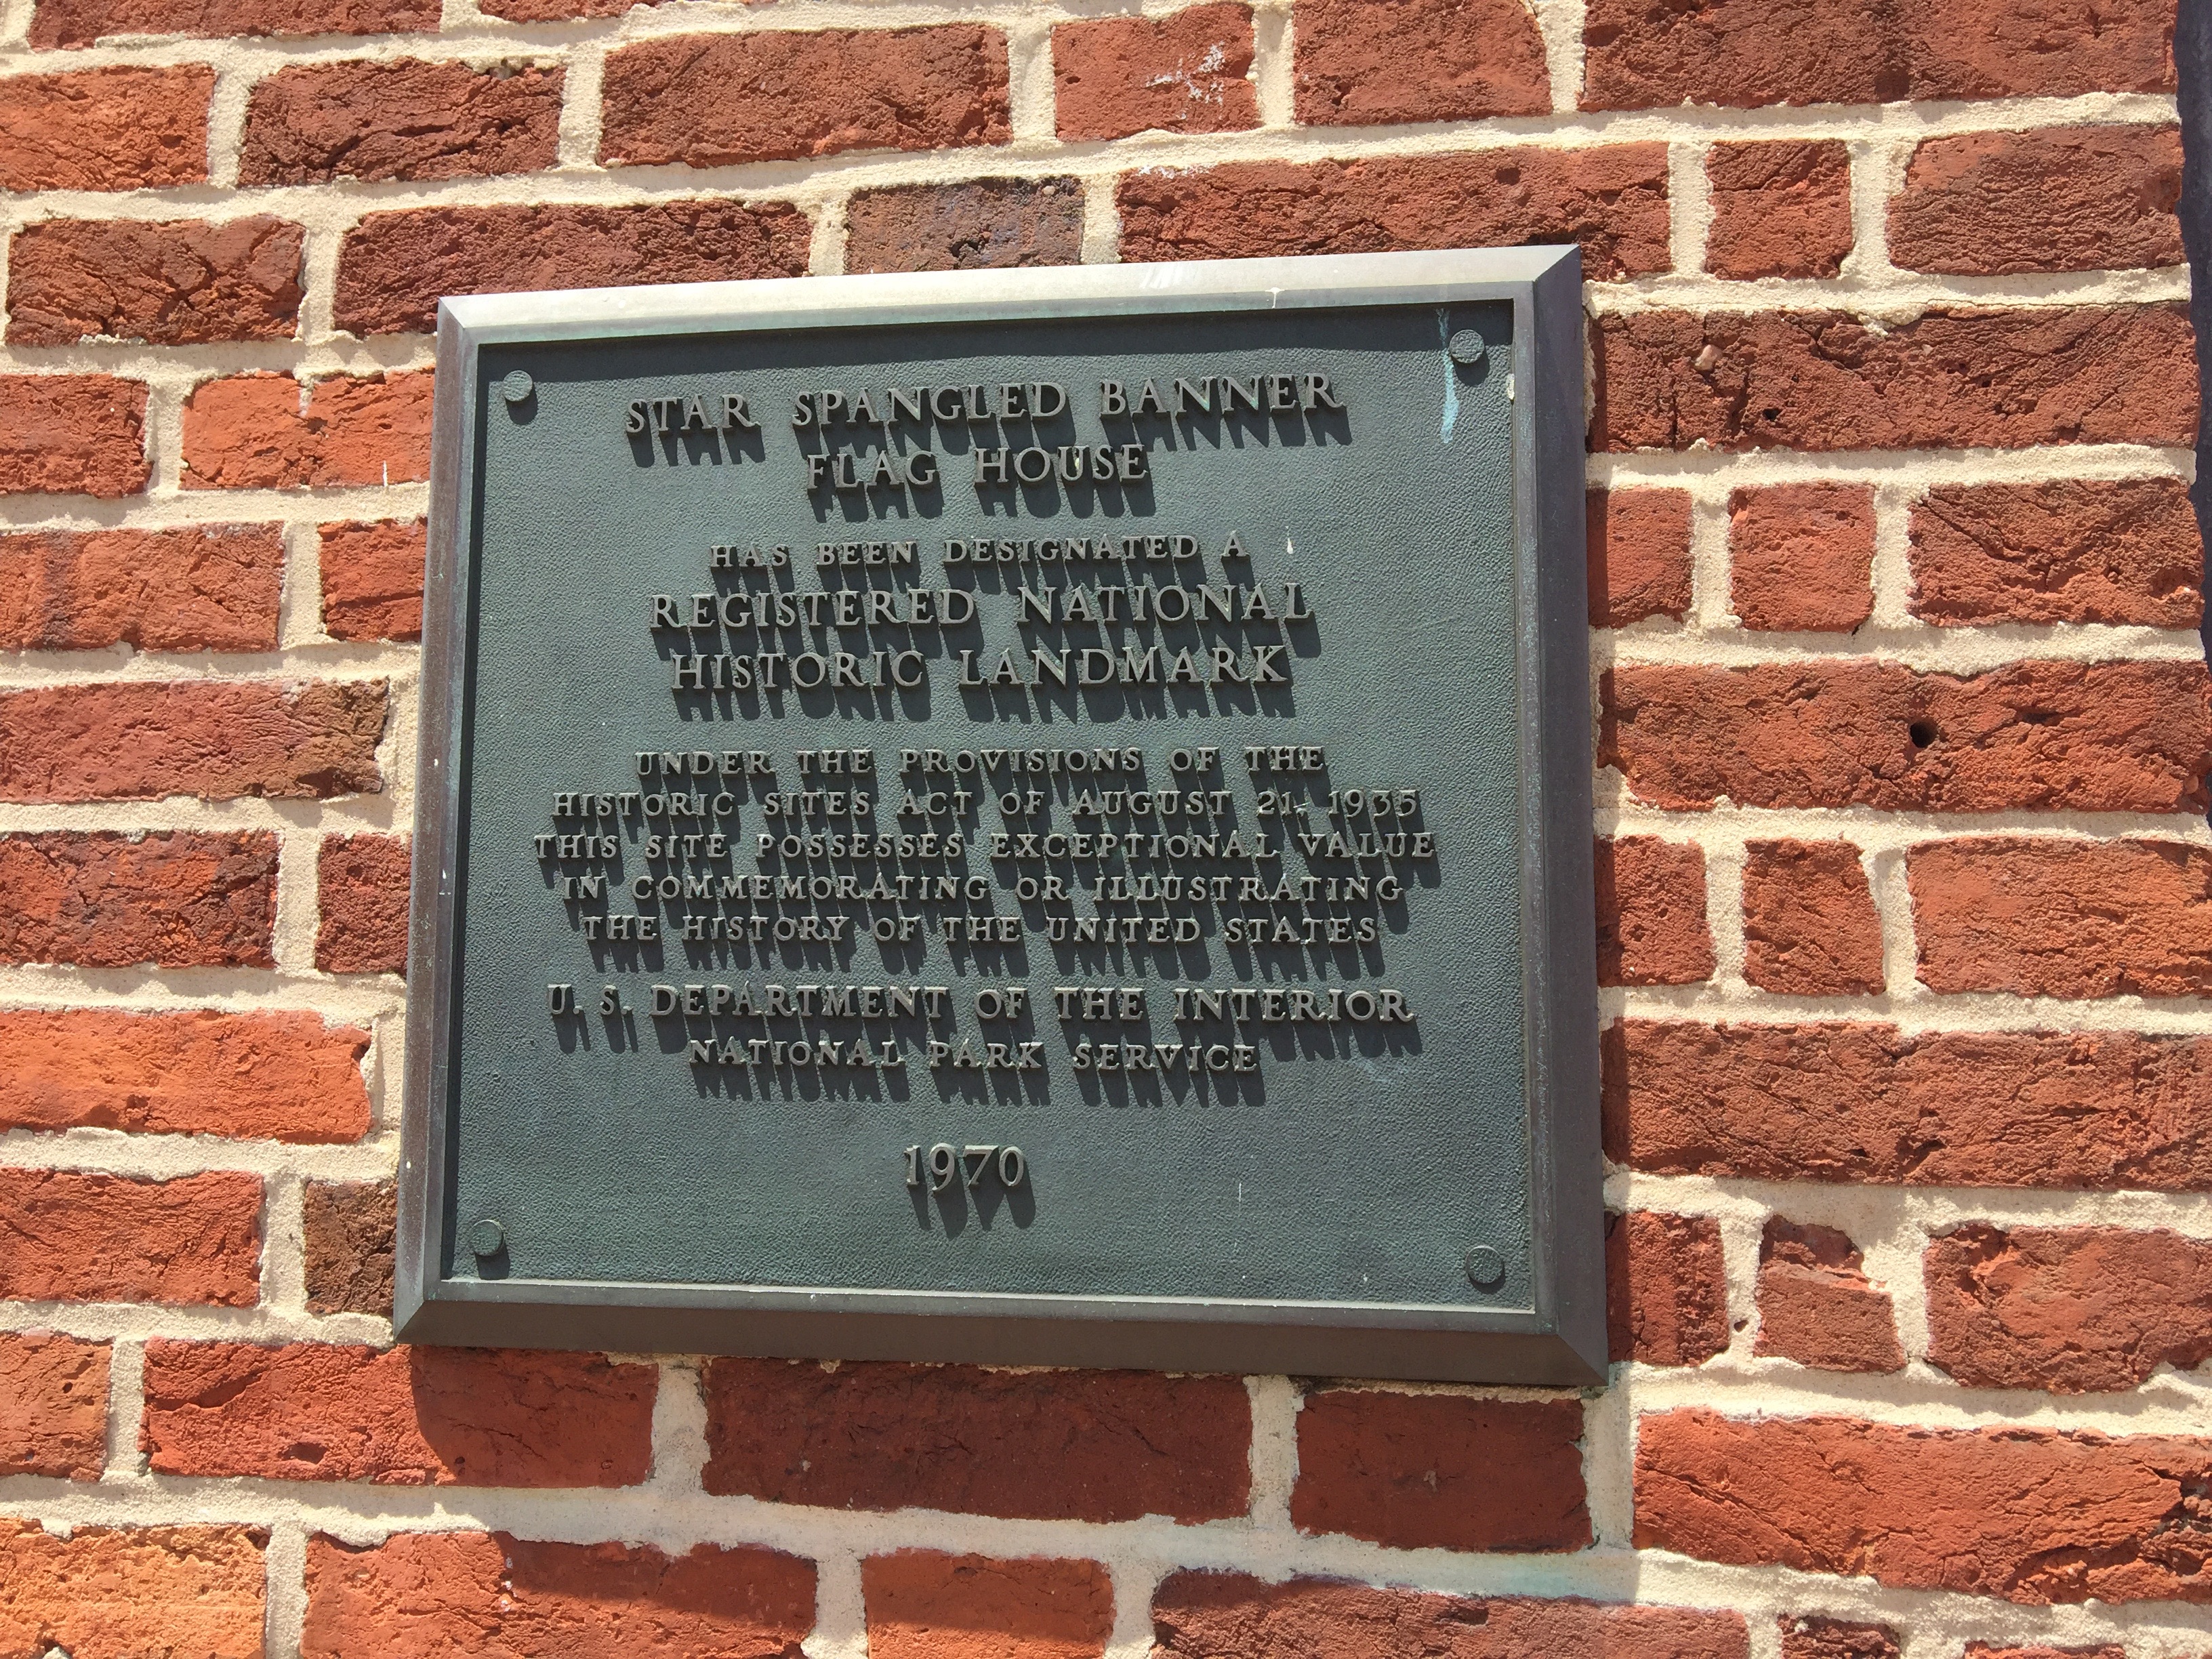 STAR SPANGLED BANNER
FLAG HOUSE
HAS BEEN DESIGNATED A
REGISTERED NATIONAL
HISTORIC LANDMARK
UNDER THE PROVISIONS OF THE
HISTORIC SITES ACT OF AUGUST 21, 1935
THIS SITE POSSESSES EXCEPTIONAL VALUE
IN COMMEMORATING OR ILLUSTRATING
THE HISTORY OF THE UNITED STATES
U. S. DEPARTMENT OF THE INTERIOR
NATIONAL PARK SERVICE
1970